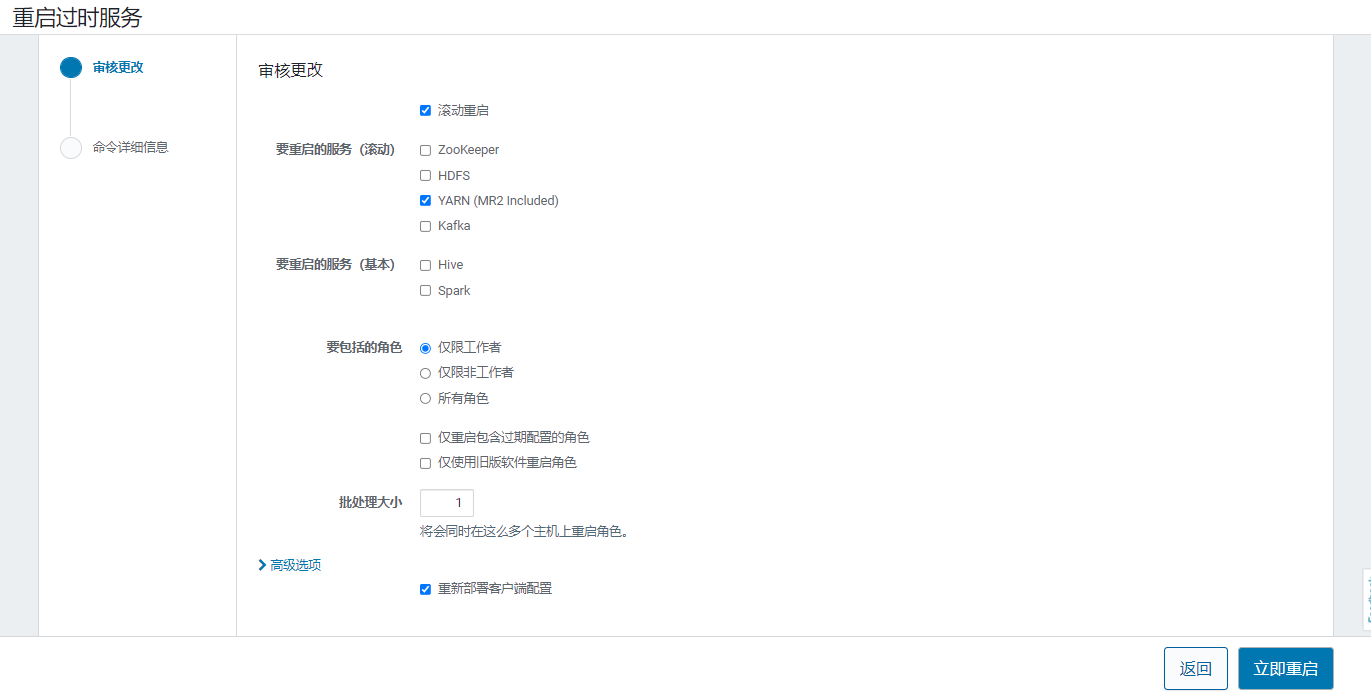 重启过时服务
审核更改
命令详细信息
审核更改
滚动重启
要重启的服务（滚动）
ZooKeeper
HDFS
YARN (MR2 Included)
Kafka
要重启的服务（基本）
Hive
Spark
要包括的角色
仅限工作者
仅限非工作者
所有角色
仅重启包含过期配置的角色
仅使用旧版软件重启角色
批处理大小
1
将会同时在这么多个主机上重启角色。
高级选项
重新部署客户端配置
返回
立即重启